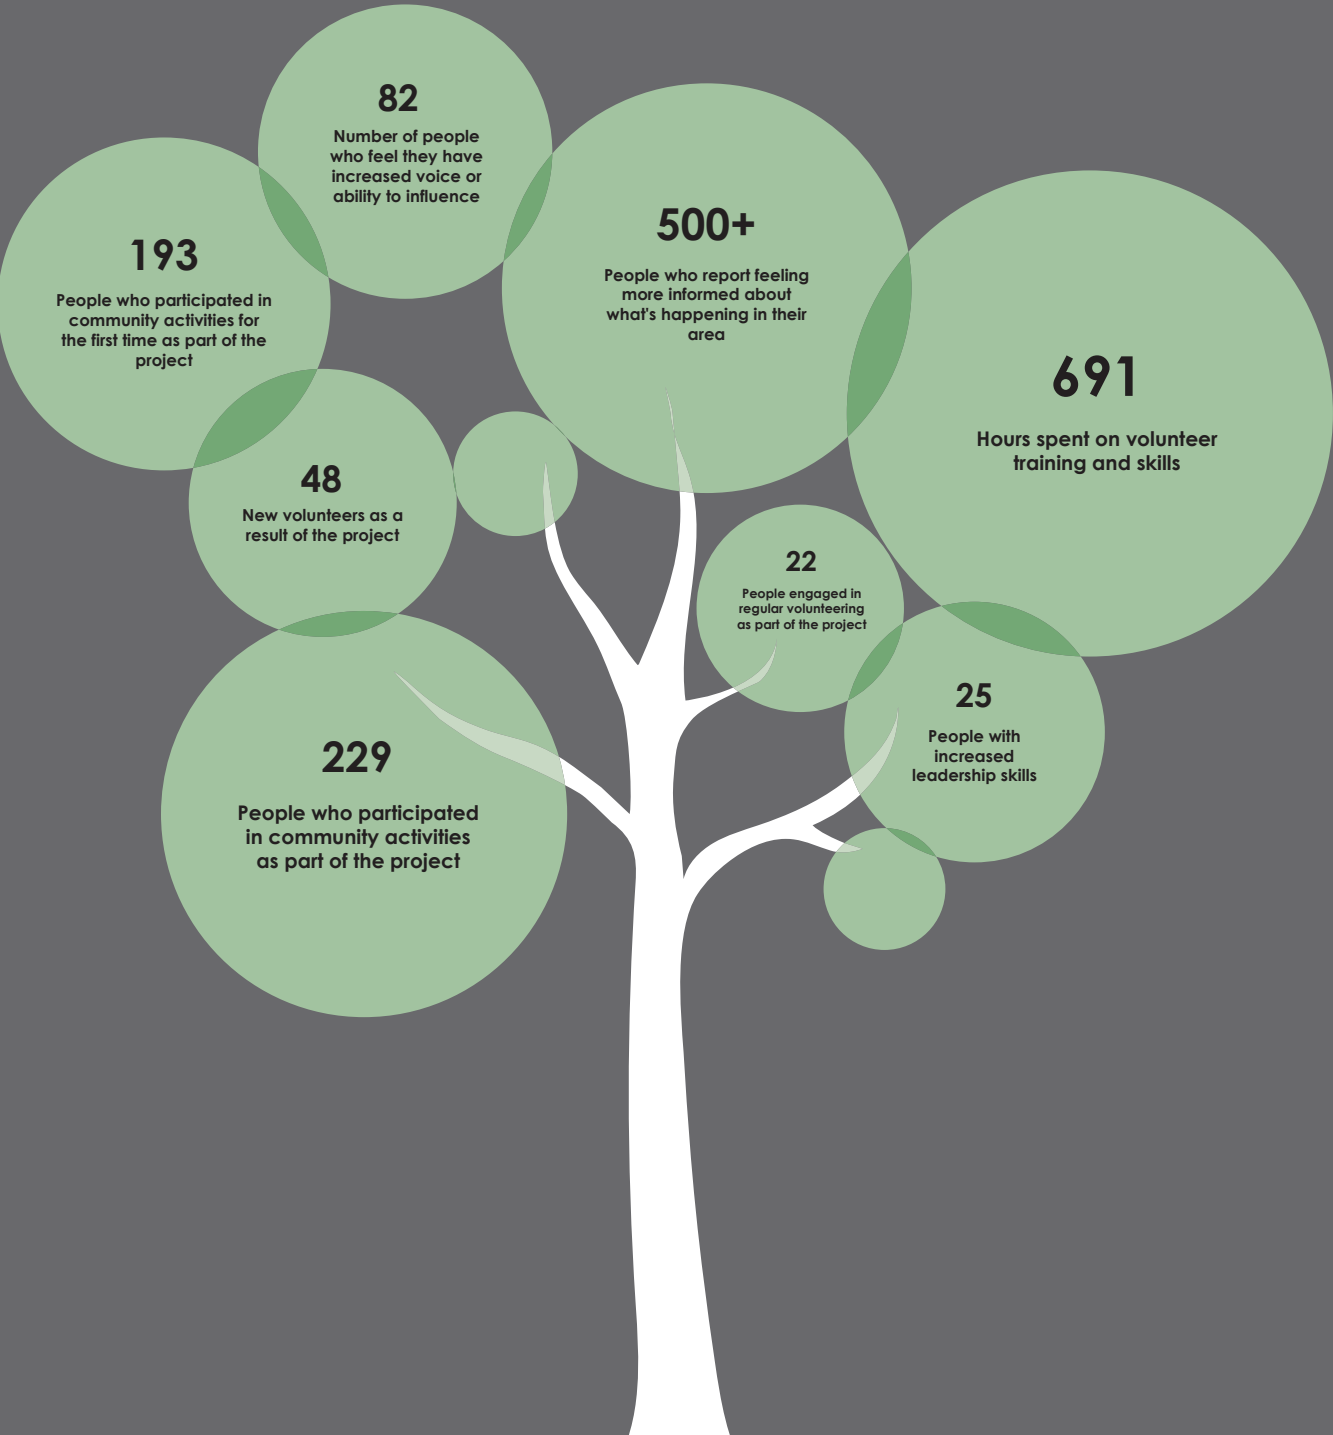 82
Number of people
who feel they have
increased voice or
ability to influence
193
People who participated in
community activities for
the first time as part of the
project
500+
People who report feeling
more informed about
what's happening in their
area
691
Hours spent on volunteer
training and skills
48
New volunteers as a
result of the project
22
People engaged in
regular volunteering
as part of the project
25
People with
increased
leadership skills
229
People who participated
in community activities
as part of the project